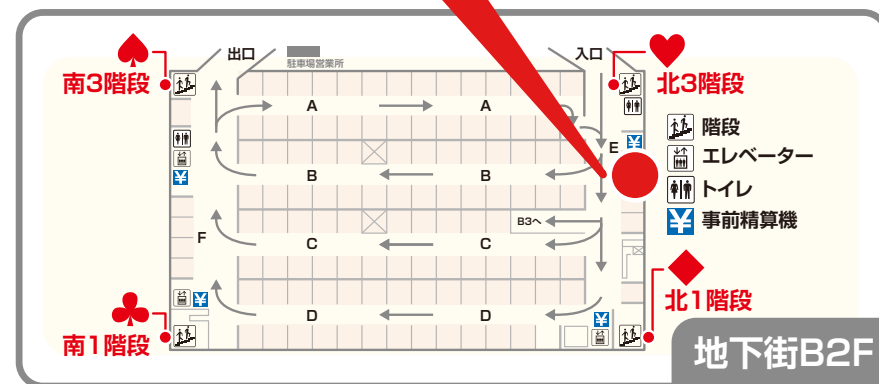 出口
駐車場営業所
入口
南3階段
北3階段
A
A
E
階段
エレベーター
トイレ
¥ 事前精算機
¥
¥
B
B
B3へ
F
C
C
¥
D
D
¥
北1階段
南1階段
地下街B2F